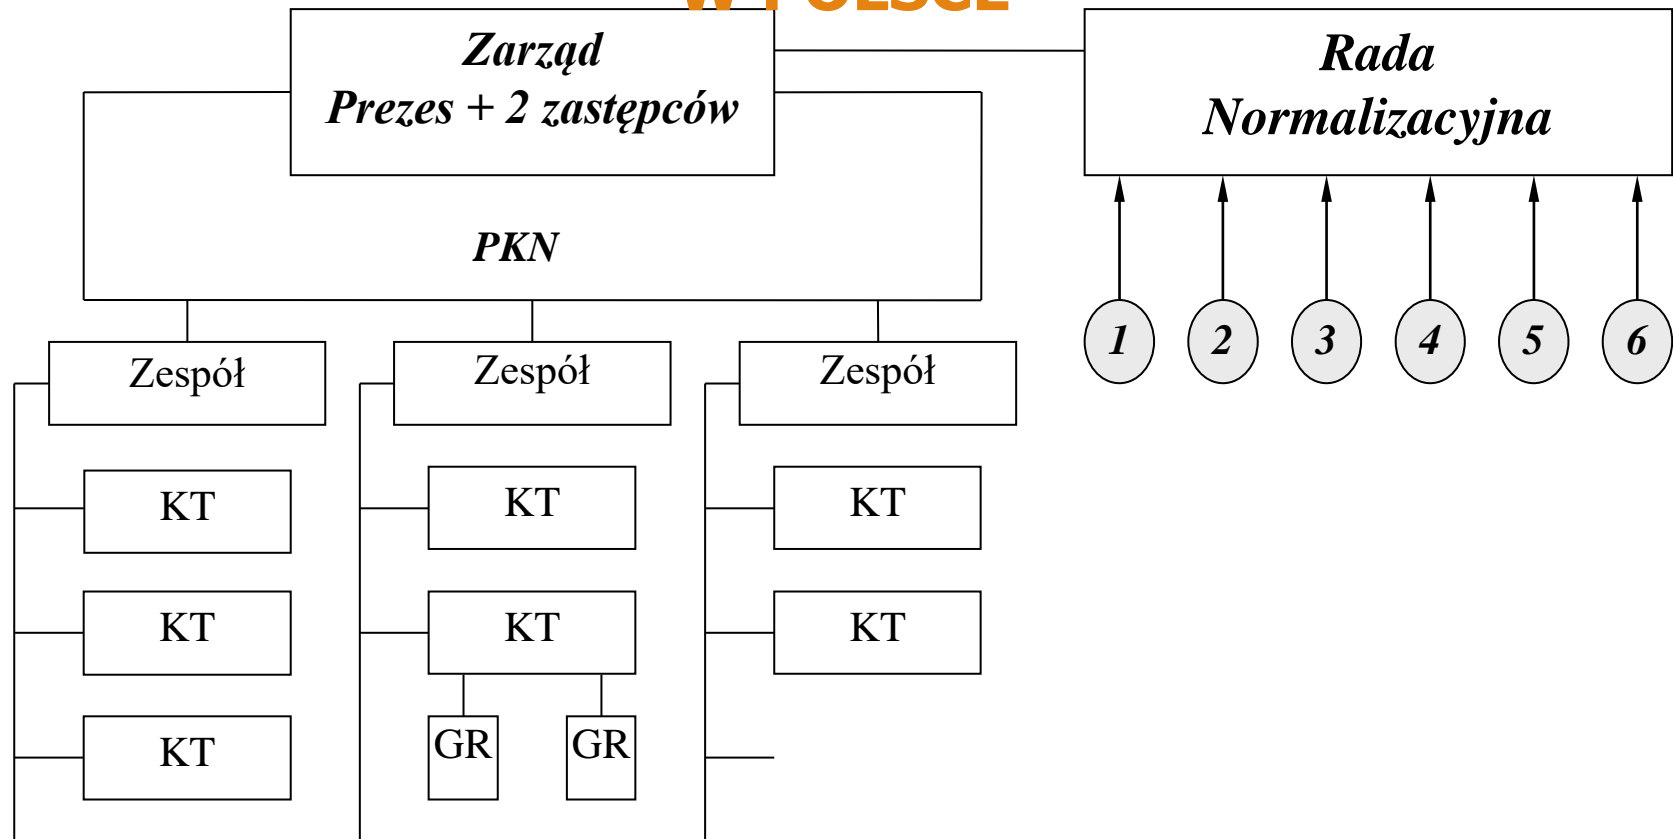 W POLSCE
Zarząd
Prezes + 2 zastępców
Rada
Normalizacyjna
PKN
1 2 3 4 5 6
Zespół Zespół Zespół
KT KT KT
KT KT KT
KT GR GR